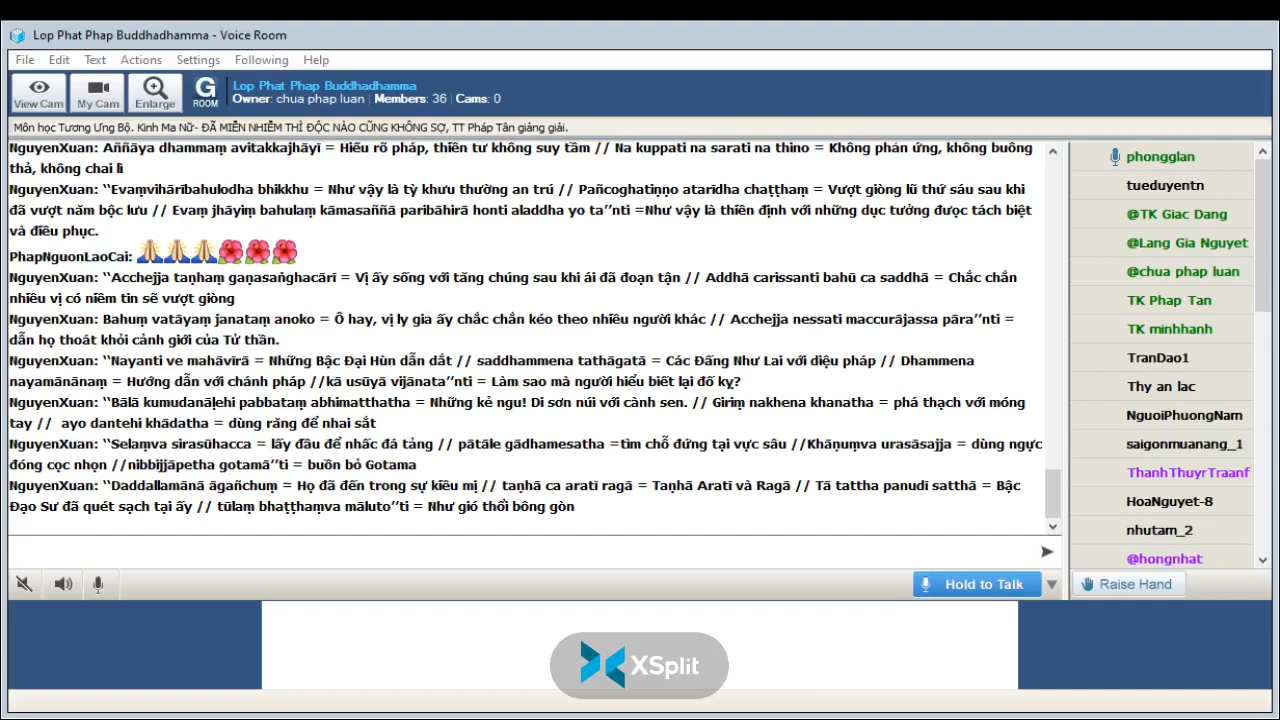 Lop Phat Phap Buddhadhamma - Voice Room
File Edit Text Actions Settings Following Help
View Cam My Cam Enlarge G ROOM
Lop Phat Phap Buddhadhamma
Owner: chua phap luan | Members: 36 | Cams: 0
Môn học Tương Ưng Bộ. Kinh Ma Nữ- ĐÃ MIỄN NHIỄM THÌ ĐỘC NÀO CŨNG KHÔNG SỢ, TT Pháp Tân giảng giải.
NguyenXuan: Aññāya dhammaṃ avitakkajhāyī = Hiểu rõ pháp, thiền tư không suy tầm // Na kuppati na sarati na thino = Không phản ứng, không buông
thả, không chai lì
NguyenXuan: ‘‘Evaṃvihāribahulodha bhikkhu = Như vậy là tỳ khưu thường an trú // Pañcoghatiṇṇo atarīdha chaṭṭhaṃ = Vượt giòng lũ thứ sáu sau khi
đã vượt năm bộc lưu // Evaṃ jhāyiṃ bahulaṃ kāmasaññā paribāhirā honti aladdha yo ta’’nti =Như vậy là thiền định với những dục tưởng được tách biệt
và điều phục.
PhapNguonLaoCai:
NguyenXuan: ‘‘Acchejja taṇhaṃ gaṇasaṅghacārī = Vị ấy sống với tăng chúng sau khi ái đã đoạn tận // Addhā carissanti bahū ca saddhā = Chắc chắn
nhiều vị có niềm tin sẽ vượt giòng
NguyenXuan: Bahuṃ vatāyaṃ janataṃ anoko = Ô hay, vị ly gia ấy chắc chắn kéo theo nhiều người khác // Acchejja nessati maccurājassa pāra’’nti =
dẫn họ thoát khỏi cảnh giới của Tử thần.
NguyenXuan: ‘‘Nayanti ve mahāvīrā = Những Bậc Đại Hùn dẫn dắt // saddhammena tathāgatā = Các Đấng Như Lai với diệu pháp // Dhammena
nayamānānaṃ = Hướng dẫn với chánh pháp //kā usūyā vijānata’’nti = Làm sao mà người hiểu biết lại đố kỵ?
NguyenXuan: ‘‘Bālā kumudanāḷehi pabbataṃ abhimatthatha = Những kẻ ngu! Di sơn núi với cành sen. // Giriṃ nakhena khanatha = phá thạch với móng
tay // ayo dantehi khādatha = dùng răng để nhai sắt
NguyenXuan: ‘‘Selaṃva sirasūhacca = lấy đầu để nhấc đá tảng // pātāle gādhamesatha =tìm chỗ đứng tại vực sâu //Khāṇuṃva urasāsajja = dùng ngực
đóng cọc nhọn //nibbijjāpetha gotamā’’ti = buồn bỏ Gotama
NguyenXuan: ‘‘Daddallamānā āgañchuṃ = Họ đã đến trong sự kiều mị // taṇhā ca aratī ragā = Taṇhā Aratī và Ragā // Tā tattha panudī satthā = Bậc
Đạo Sư đã quét sạch tại ấy // tūlaṃ bhaṭṭhaṃva māluto’’ti = Như gió thổi bông gòn
phongglan
tueduyentn
@TK Giac Dang
@Lang Gia Nguyet
@chua phap luan
TK Phap Tan
TK minhhanh
TranDao1
Thy an lac
NguoiPhuongNam
saigonmuanang_1
ThanhThuyrTraanf
HoaNguyet-8
nhutam_2
@hongnhat
Hold to Talk
Raise Hand
XSplit